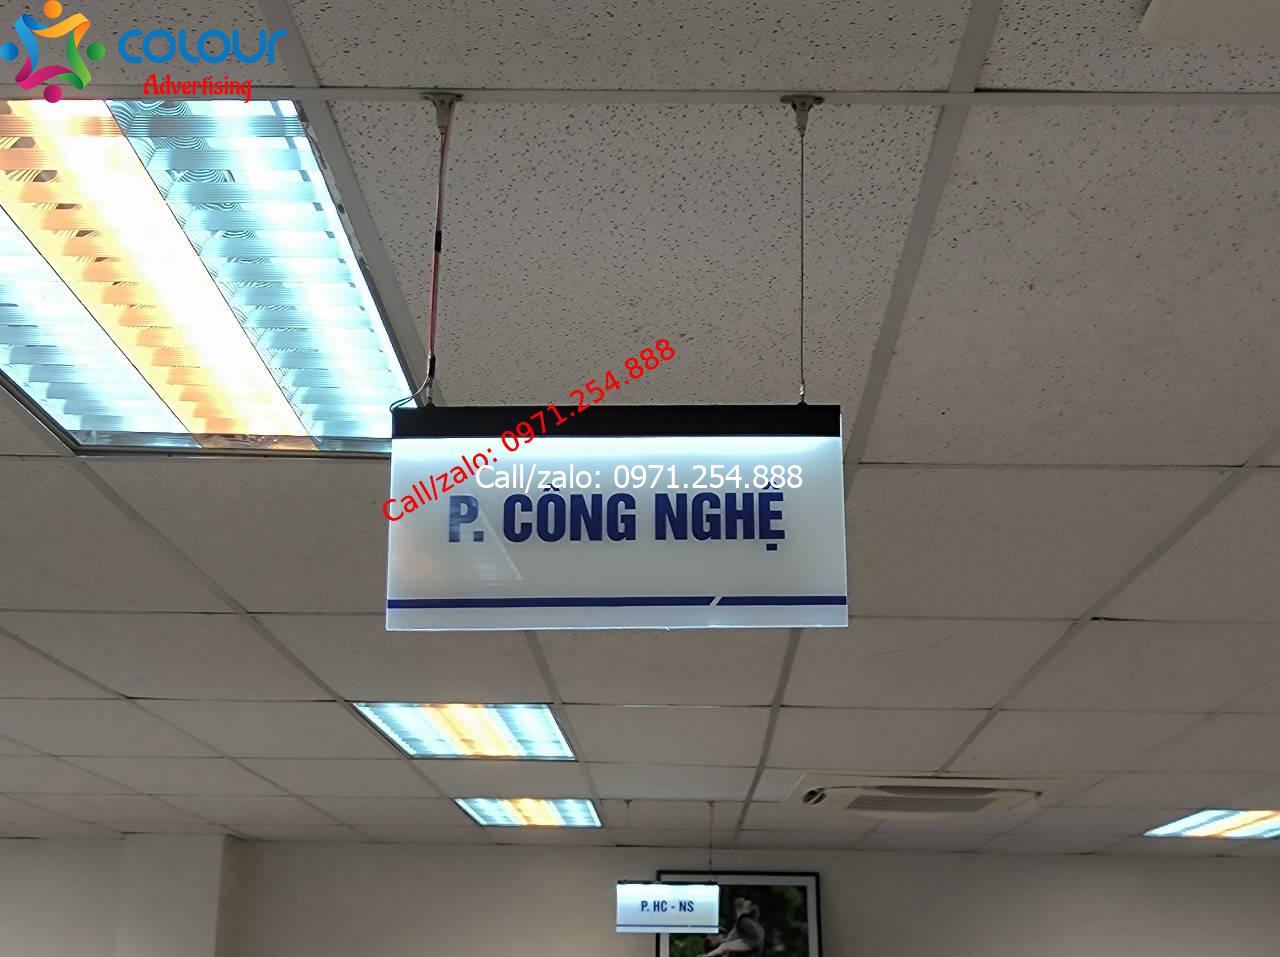 COLOUR
Advertising
Call/zalo: 0971.254.888
Call/zalo: 0971.254.888
P. CÔNG NGHỆ
P. HC - NS